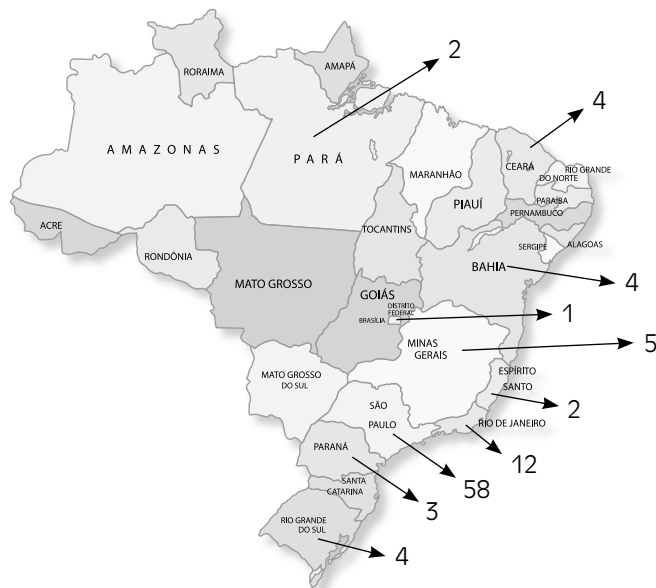 RORAIMA
AMAPÁ
2
4
AMAZONAS
PARÁ
MARANHÃO
CEARÁ
RIO GRANDE
DO NORTE
PARAÍBA
PERNAMBUCO
PIAUÍ
ACRE
TOCANTINS
RONDÔNIA
SERGIPE
ALAGOAS
BAHIA
4
MATO GROSSO
GOIÁS
DISTRITO
FEDERAL
BRASÍLIA
1
MINAS
GERAIS
5
ESPÍRITO
SANTO
2
MATO GROSSO
DO SUL
SÃO
PAULO
RIO DE JANEIRO
12
58
PARANÁ
3
SANTA
CATARINA
RIO GRANDE
DO SUL
4